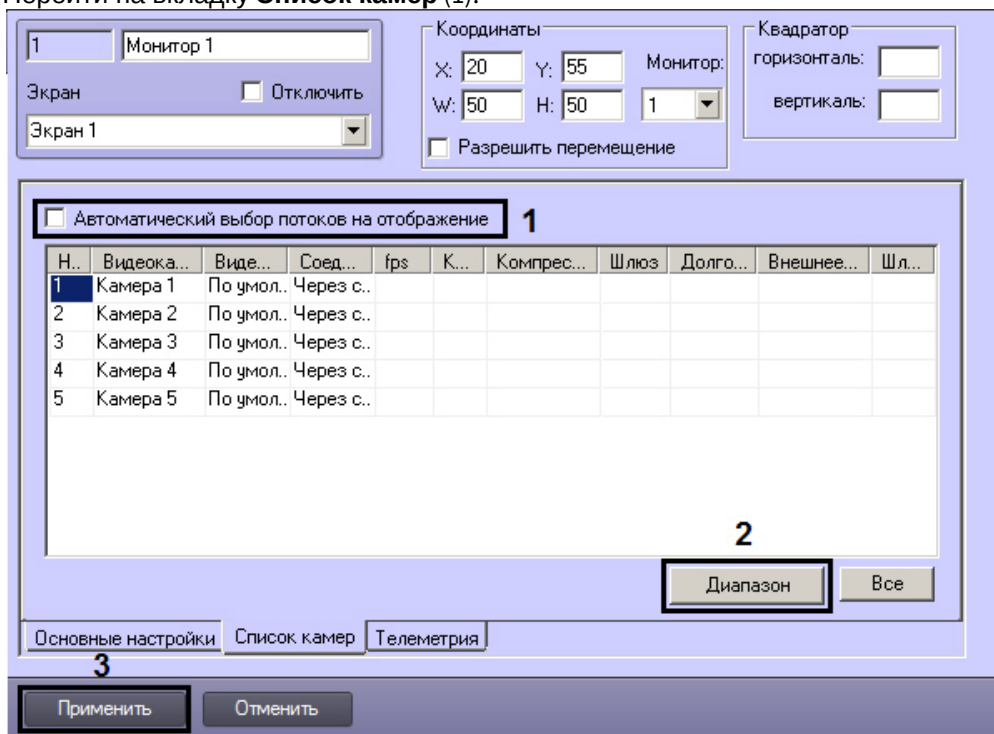 Перейти на вкладку Список камер (1).
1 Монитор 1
Экран Отключить
Экран 1
Координаты
X: 20 Y: 55 Монитор:
W: 50 H: 50 1
Разрешить перемещение
Квадратор
горизонталь:
вертикаль:
Автоматический выбор потоков на отображение 1
Н.. Видеока... Виде... Соед... fps К... Компрес... Шлюз Долго... Внешнее... Шл...
1 Камера 1 По умол.. Через с..
2 Камера 2 По умол.. Через с..
3 Камера 3 По умол.. Через с..
4 Камера 4 По умол.. Через с..
5 Камера 5 По умол.. Через с..
2
Диапазон Все
Основные настройки Список камер Телеметрия
3
Применить Отменить